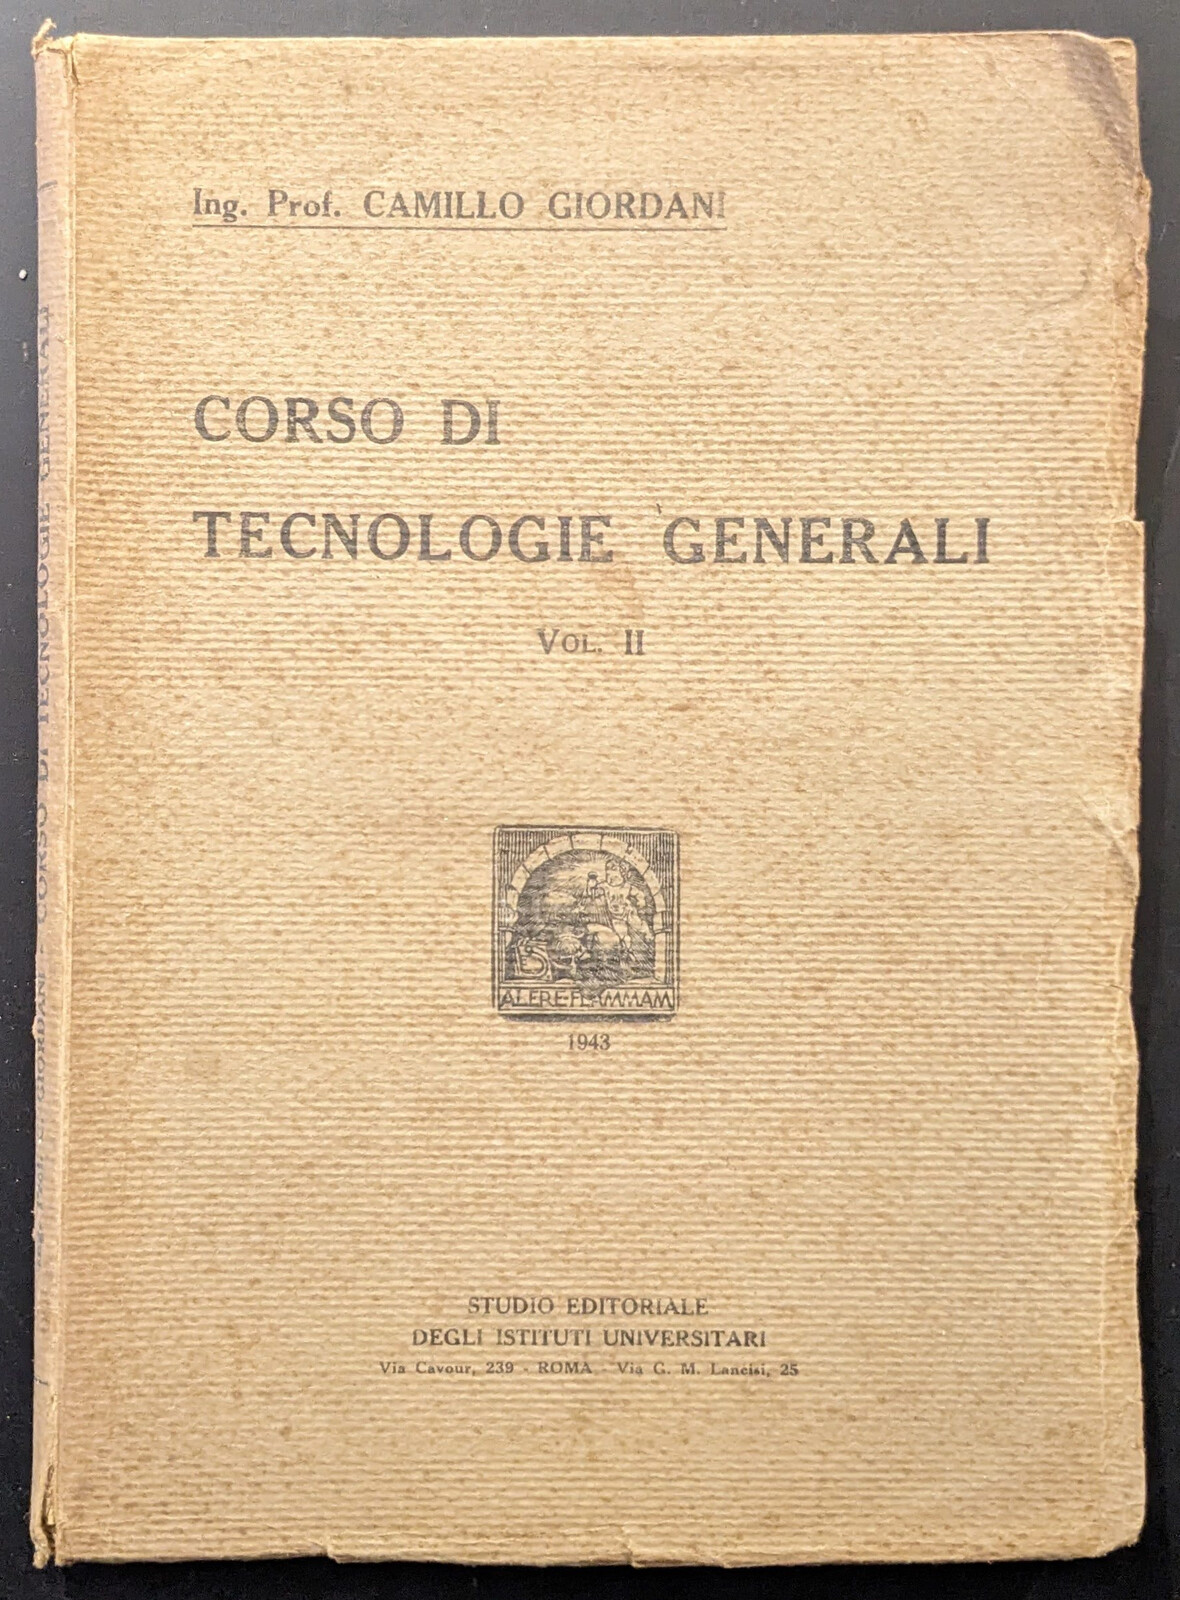 Ing. Prof. CAMILLO GIORDANI
CORSO DI
TECNOLOGIE GENERALI
VOL. II
ALERE·FLAMMAM
1943
STUDIO EDITORIALE
DEGLI ISTITUTI UNIVERSITARI
Via Cavour, 239 - ROMA - Via G. M. Lancisi, 25
GIORDANI - CORSO DI TECNOLOGIE GENERALI